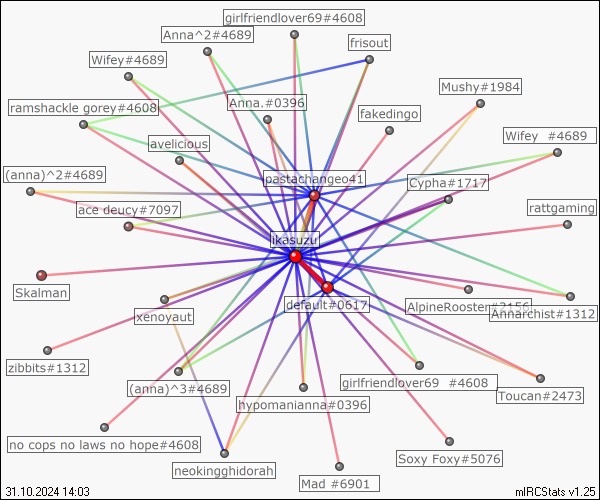 girlfriendlover69#4608
Anna^2#4689
frisout
Wifey#4689
Mushy#1984
ramshackle gorey#4608
Anna.#0396
fakedingo
avelicious
Wifey #4689
(anna)^2#4689
pastachangeo41
Cypha#1717
ace deucy#7097
rattgaming
ikasuzu
Skalman
default#0617
AlpineRooster#3156
Annarchist#1312
xenoyaut
zibbits#1312
(anna)^3#4689
girlfriendlover69 #4608
hypomanianna#0396
Toucan#2473
no cops no laws no hope#4608
neokingghidorah
Soxy Foxy#5076
Mad #6901
31.10.2024 14:03
mIRCStats v1.25